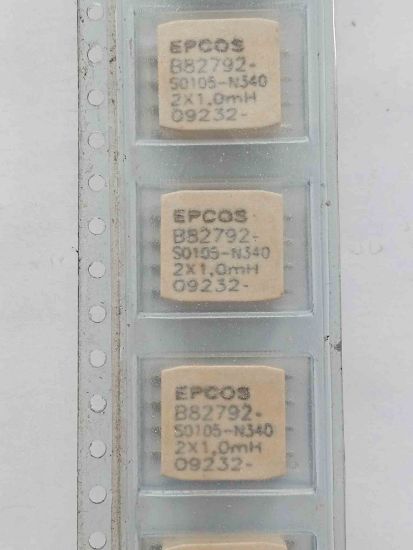 EPCOS
B82792-
S0105-N340
2X1,0mH
09232-
EPCOS
B82792-
S0105-N340
2X1,0mH
09232-
EPCOS
B82792-
S0105-N340
2X1,0mH
09232-